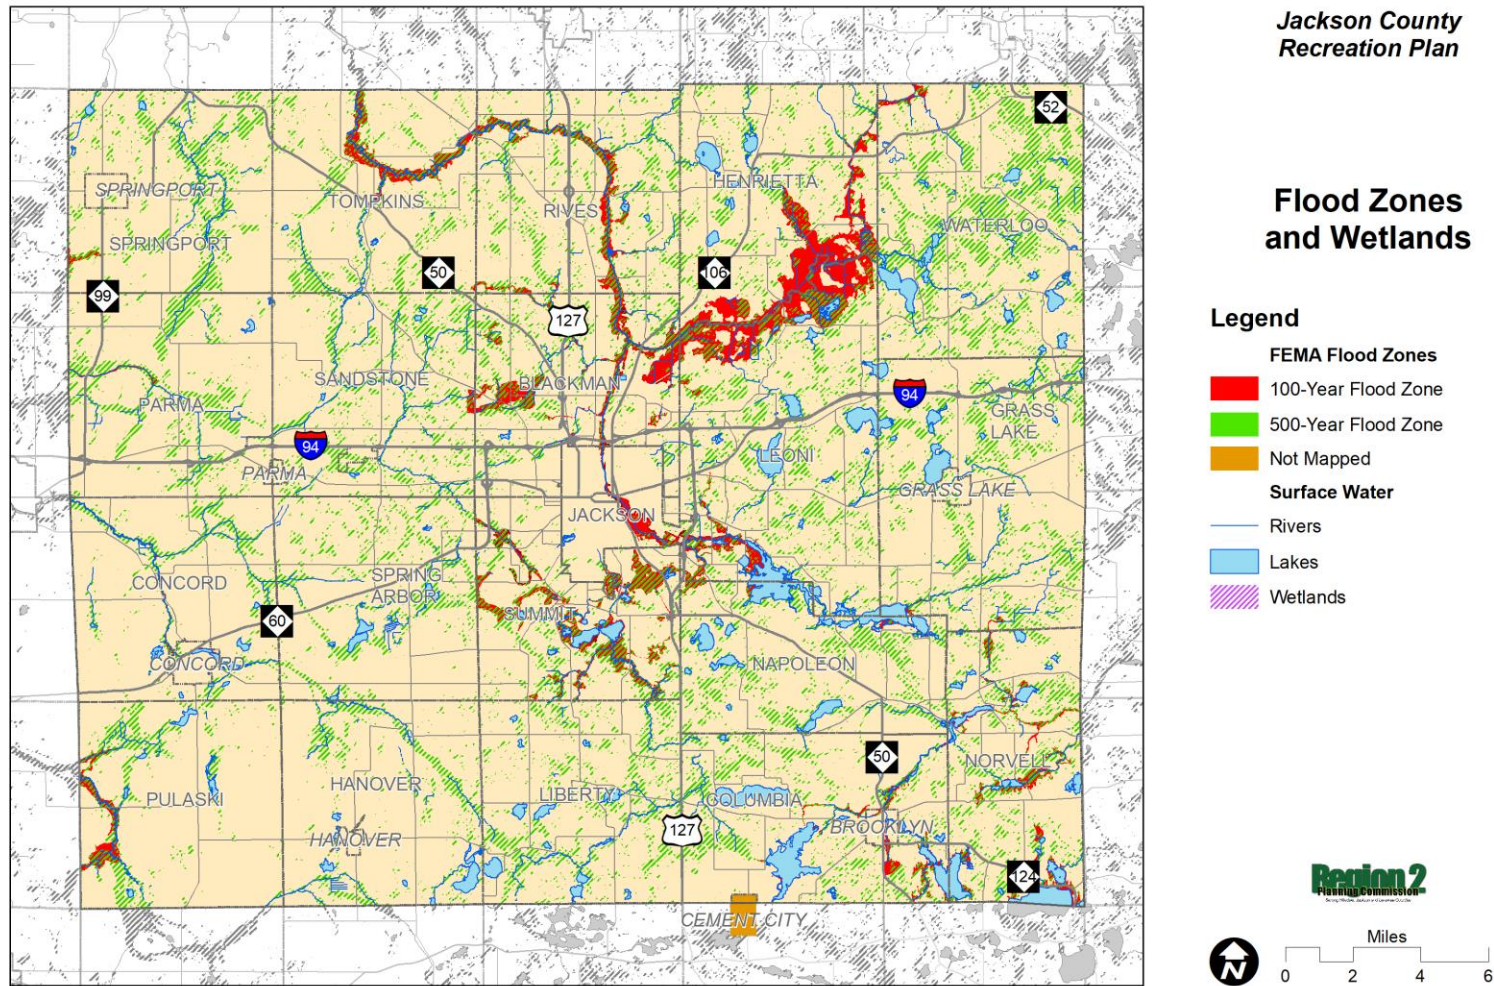 Jackson County
Recreation Plan
Flood Zones
and Wetlands
Legend
FEMA Flood Zones
100-Year Flood Zone
500-Year Flood Zone
Not Mapped
Surface Water
Rivers
Lakes
Wetlands
Region 2
Planning Commission
Miles
0 2 4 6
N
52
SPRINGPORT
TOMPKINS
HENRIETTA
RIVES
WATERLOO
SPRINGPORT
50
106
99
127
SANDSTONE
BLACKMAN
94
PARMA
GRASS
LAKE
94
LEONI
PARMA
GRASS LAKE
JACKSON
CONCORD
SPRING
ARBOR
60
SUMMIT
CONCORD
NAPOLEON
50
NORVELL
HANOVER
PULASKI
LIBERTY
COLUMBIA
127
BROOKLYN
HANOVER
124
CEMENT CITY